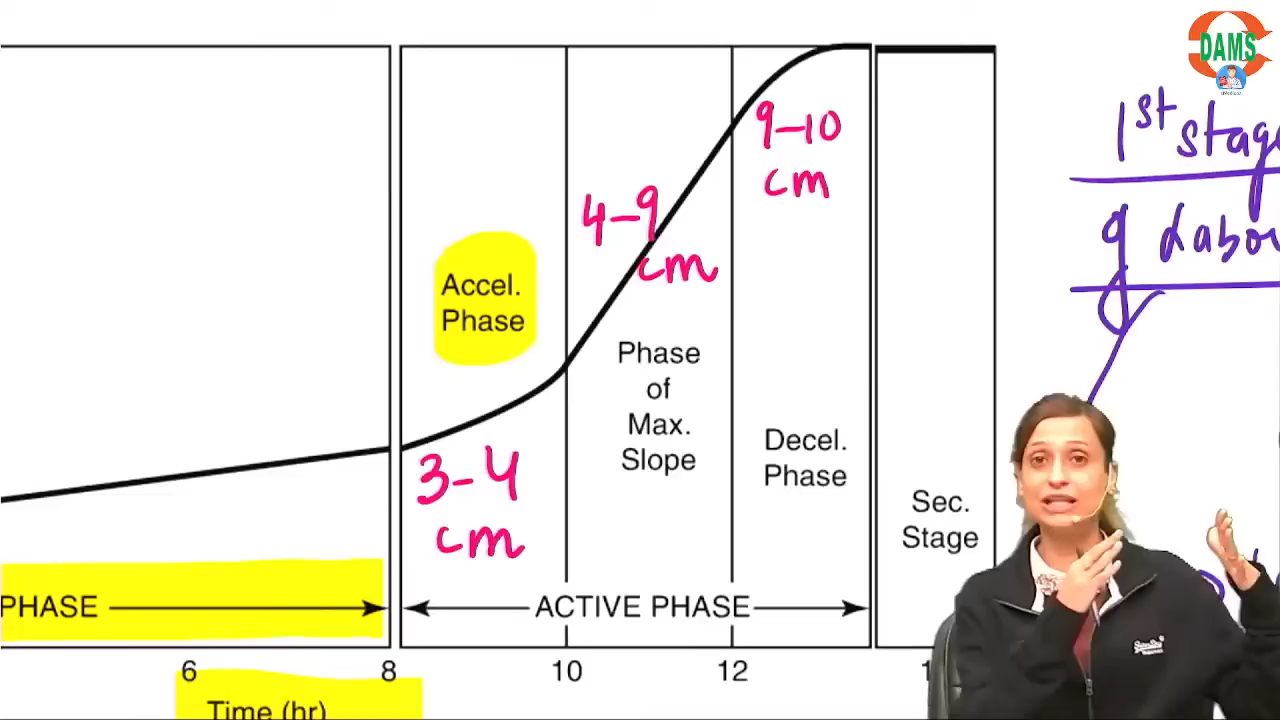 DAMS
1st stage
of Labou
9-10
cm
4-9
cm
Accel.
Phase
Phase
of
Max.
Slope
3-4
cm
Decel.
Phase
Sec.
Stage
PHASE
ACTIVE PHASE
6 8 10 12
Time (hr)